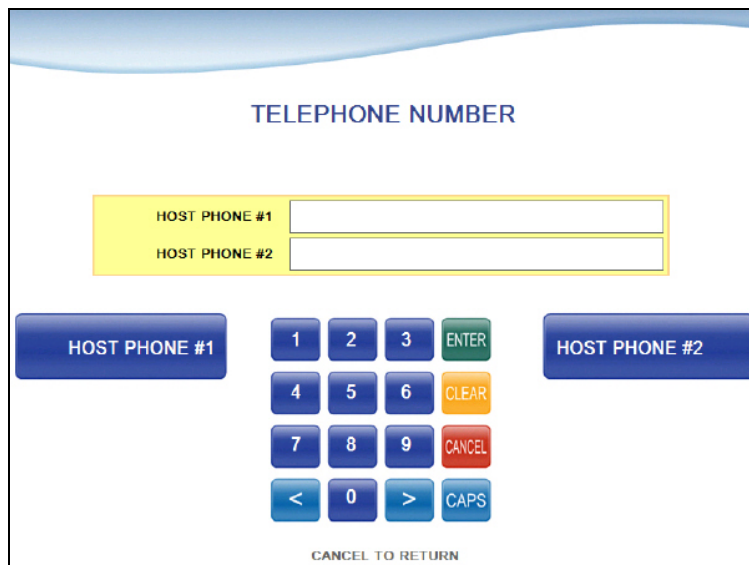 TELEPHONE NUMBER
HOST PHONE #1
HOST PHONE #2
HOST PHONE #1
1 2 3 ENTER
HOST PHONE #2
4 5 6 CLEAR
7 8 9 CANCEL
< 0 > CAPS
CANCEL TO RETURN